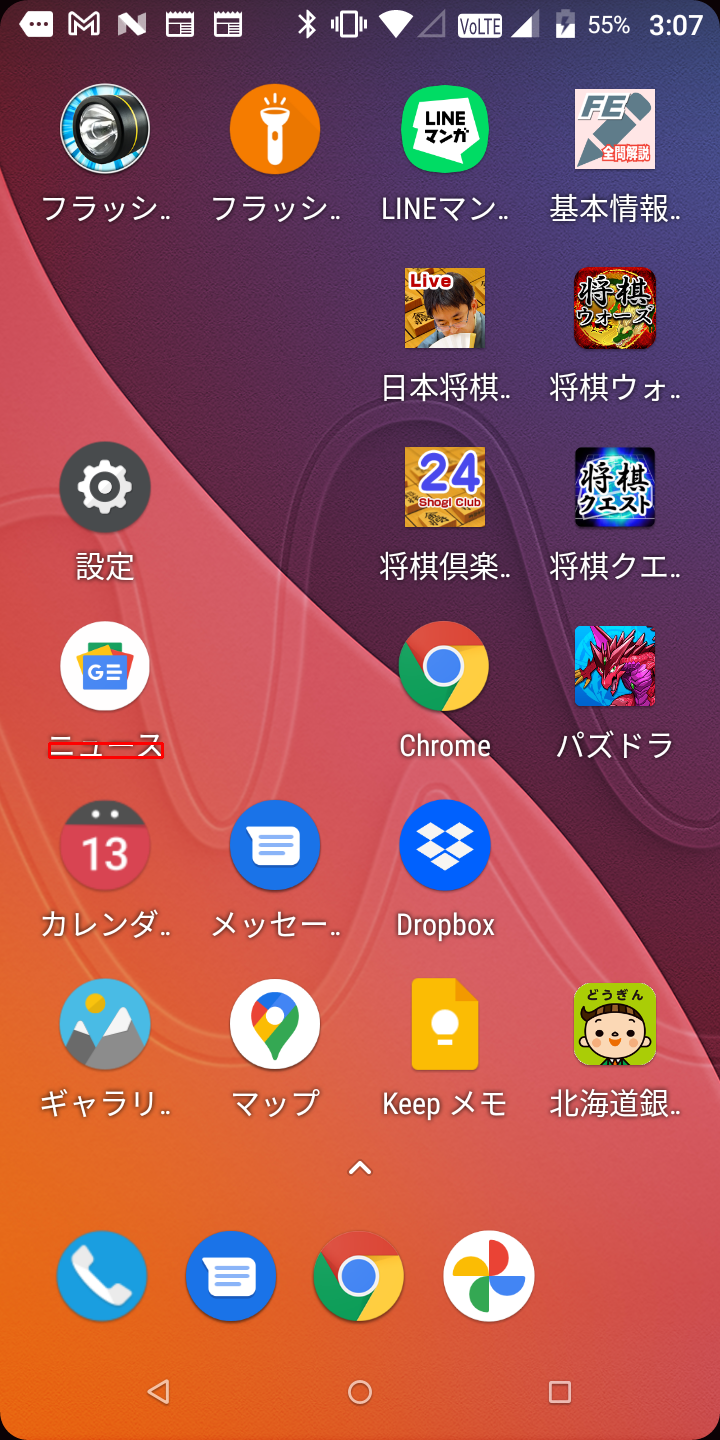 VoLTE 55% 3:07
LINE
マンガ
FE
全問解説
フラッシ..
フラッシ..
LINEマン..
基本情報..
Live
将棋
ウォーズ
日本将棋..
将棋ウォ..
24
Shogi Club
将棋
クエスト
設定
将棋倶楽..
将棋クエ..
GE
ニュース
Chrome
パズドラ
13
カレンダ..
メッセー..
Dropbox
どうぎん
ギャラリ..
マップ
Keep メモ
北海道銀..